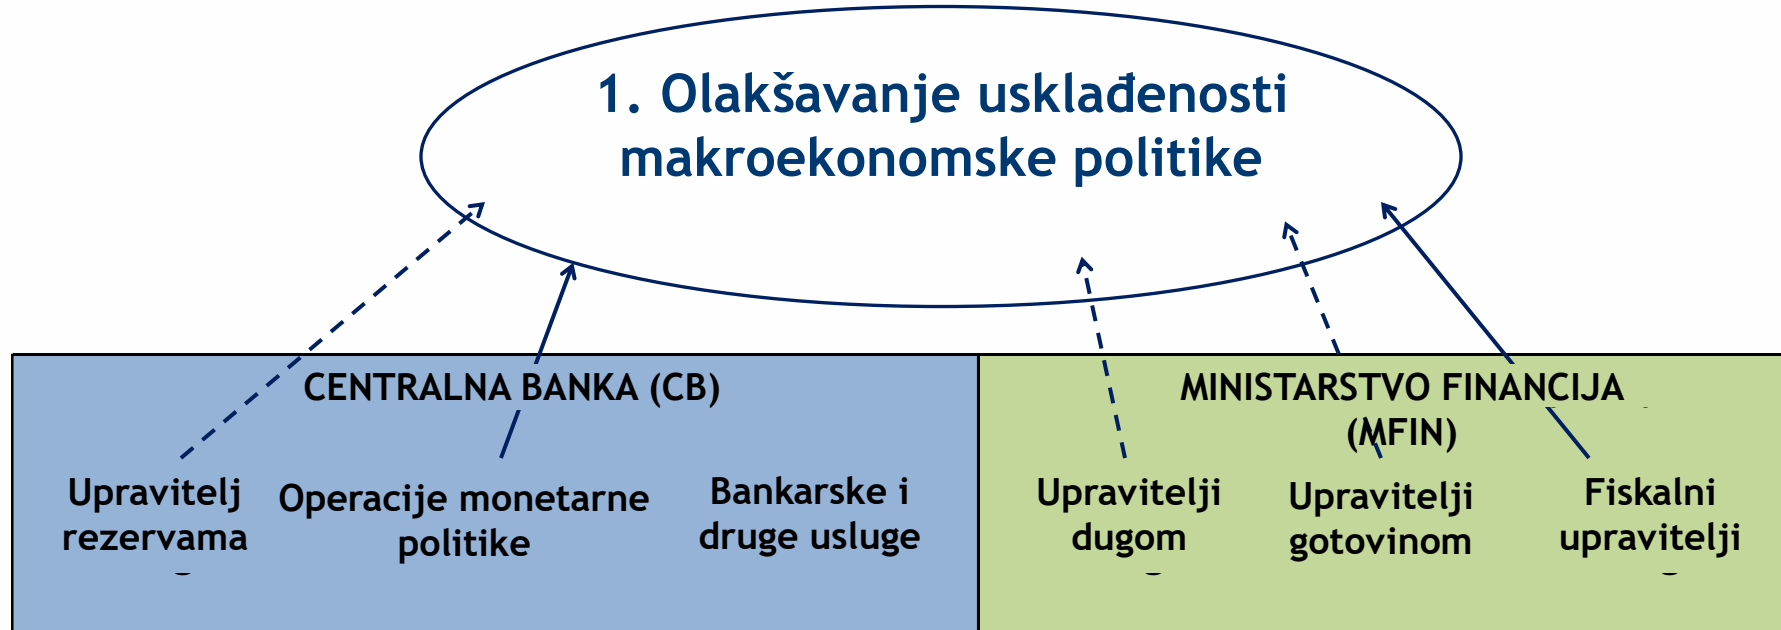 1. Olakšavanje usklađenosti
makroekonomske politike
CENTRALNA BANKA (CB)
MINISTARSTVO FINANCIJA
(MFIN)
Upravitelj
rezervama
Operacije monetarne
politike
Bankarske i
druge usluge
Upravitelji
dugom
Upravitelji
gotovinom
Fiskalni
upravitelji